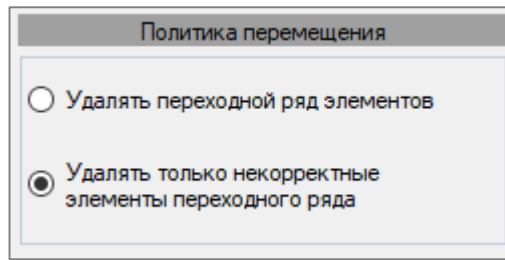 Политика перемещения
Удалять переходной ряд элементов
Удалять только некорректные
элементы переходного ряда